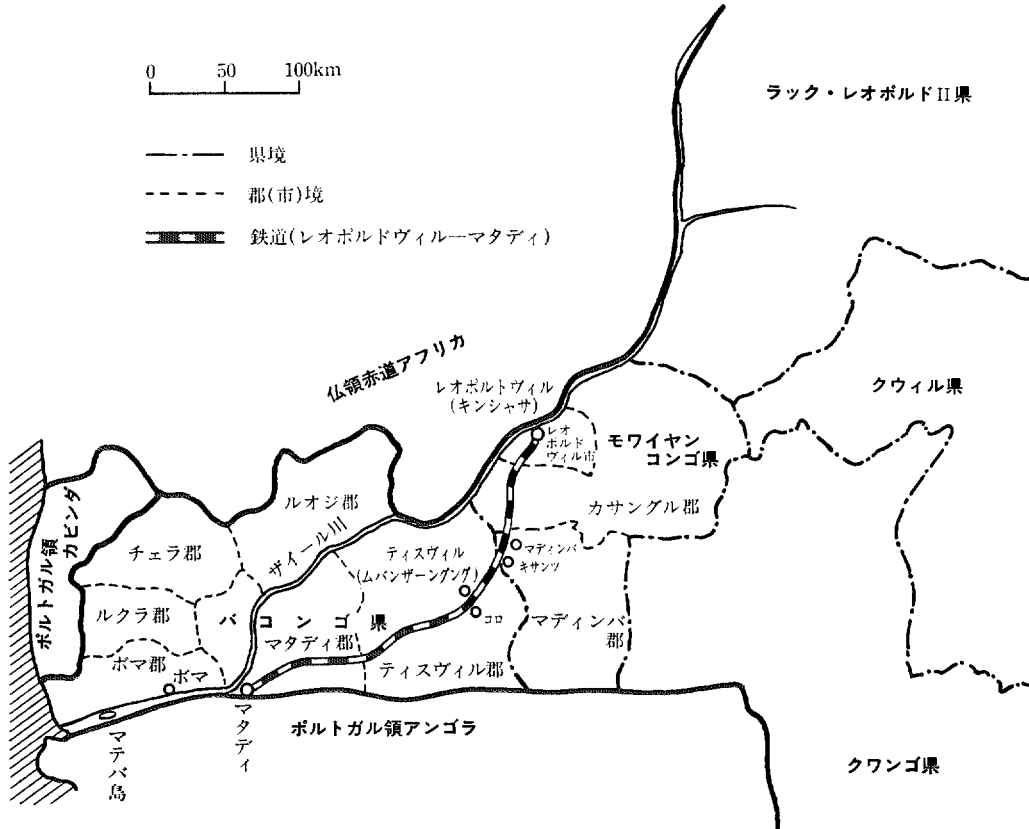 0 50 100km
県境
郡(市)境
鉄道(レオポルドヴィル―マタディ)
ラック・レオポルドII県
仏領赤道アフリカ
クウィル県
レオポルトヴィル
(キンシャサ)
レオ
ポルド
ヴィル市
モワイヤン
コンゴ県
カサングル郡
ポルトガル領
カビンダ
ルオジ郡
チェラ郡
ザイール川
ティスヴィル
(ムバンザーングング)
マディンバ
キサンツ
ルクラ郡
バコンゴ県
コロ
マディンバ
郡
マタディ郡
ボマ郡
ボマ
ティスヴィル郡
マタディ
マテバ島
ポルトガル領アンゴラ
クワンゴ県